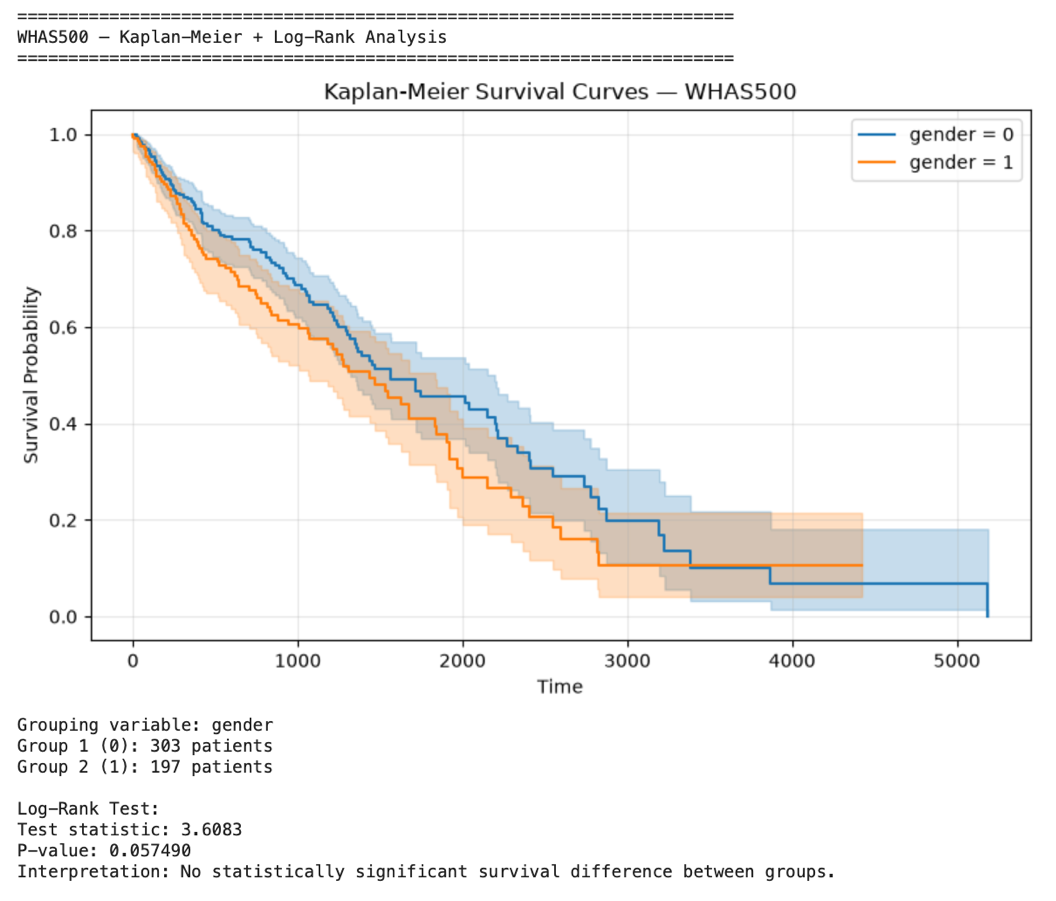 ======================================================================
WHAS500 — Kaplan-Meier + Log-Rank Analysis
======================================================================
Kaplan-Meier Survival Curves — WHAS500
gender = 0
gender = 1
1.0
0.8
0.6
0.4
0.2
0.0
Survival Probability
0 1000 2000 3000 4000 5000
Time
Grouping variable: gender
Group 1 (0): 303 patients
Group 2 (1): 197 patients
Log-Rank Test:
Test statistic: 3.6083
P-value: 0.057490
Interpretation: No statistically significant survival difference between groups.